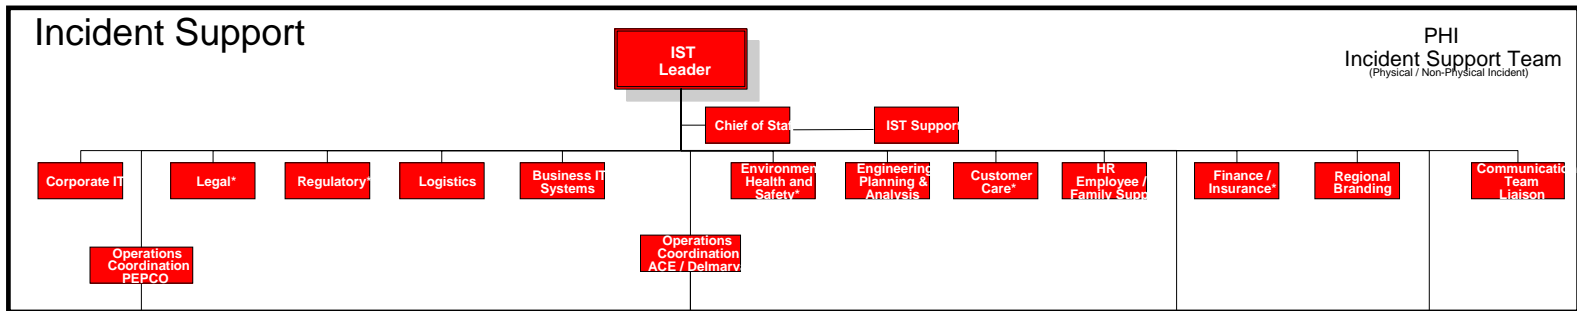 Incident Support
PHI
Incident Support Team
(Physical / Non-Physical Incident)
IST
Leader
Chief of Staf
IST Support
Corporate IT
Legal*
Regulatory*
Logistics
Business IT
Systems
Environment
Health and
Safety*
Engineering
Planning &
Analysis
Customer
Care*
HR
Employee /
Family Supp
Finance /
Insurance*
Regional
Branding
Communicatio
Team
Liaison
Operations
Coordination
PEPCO
Operations
Coordination
ACE / Delmarv